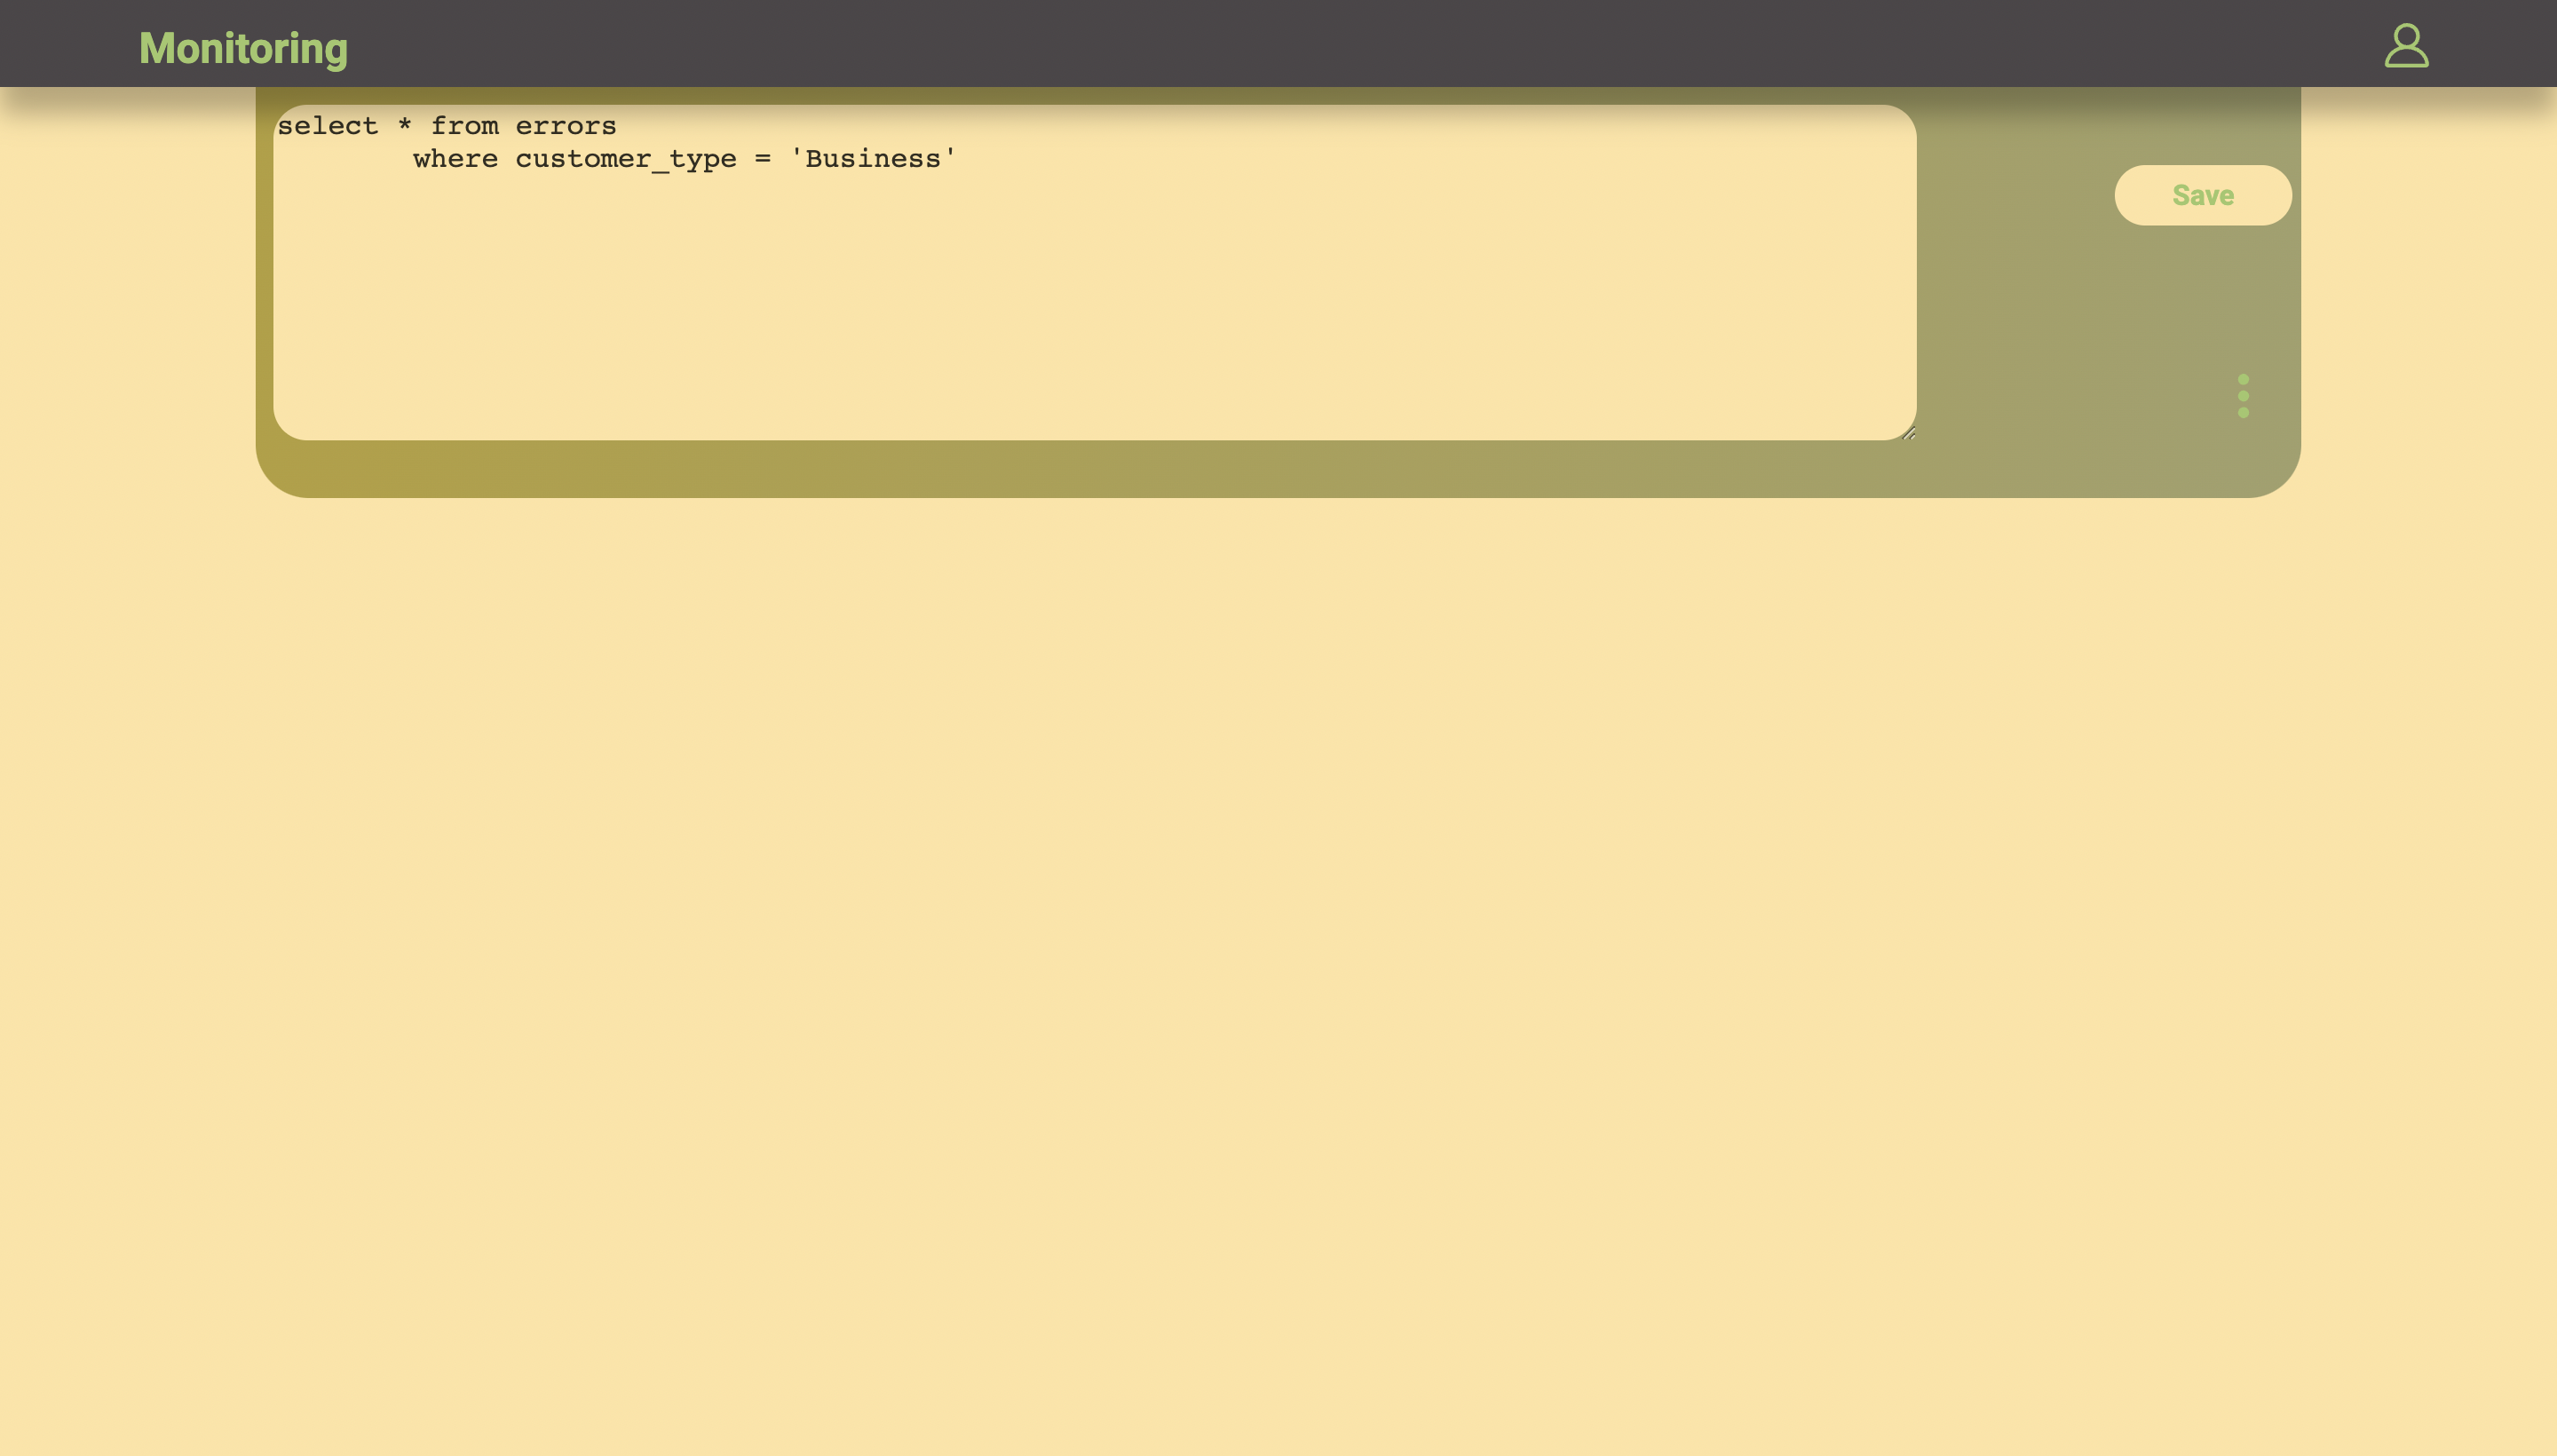 Monitoring
select * from errors
where customer_type = 'Business'
Save